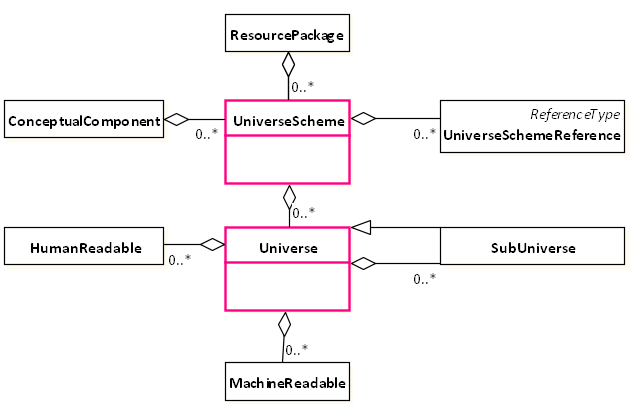 ResourcePackage
0..*
ConceptualComponent
0..*
UniverseScheme
0..*
ReferenceType
UniverseSchemeReference
0..*
HumanReadable
0..*
Universe
SubUniverse
0..*
0..*
MachineReadable